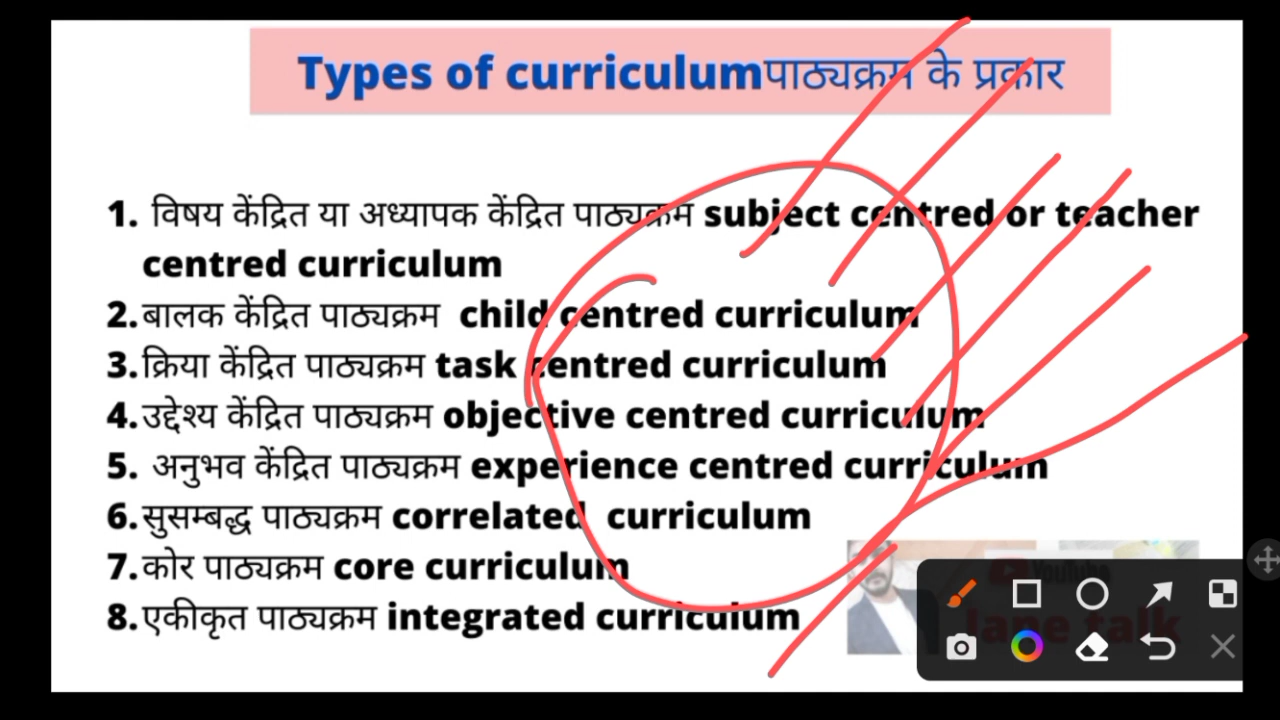 Types of curriculumपाठ्यक्रम के प्रकार
1. विषय केंद्रित या अध्यापक केंद्रित पाठ्यक्रम subject centred or teacher
centred curriculum
2.बालक केंद्रित पाठ्यक्रम child centred curriculum
3.क्रिया केंद्रित पाठ्यक्रम task centred curriculum
4.उद्देश्य केंद्रित पाठ्यक्रम objective centred curriculum
5. अनुभव केंद्रित पाठ्यक्रम experience centred curriculum
6.सुसम्बद्ध पाठ्यक्रम correlated curriculum
7.कोर पाठ्यक्रम core curriculum
8.एकीकृत पाठ्यक्रम integrated curriculum
YouTube
talk